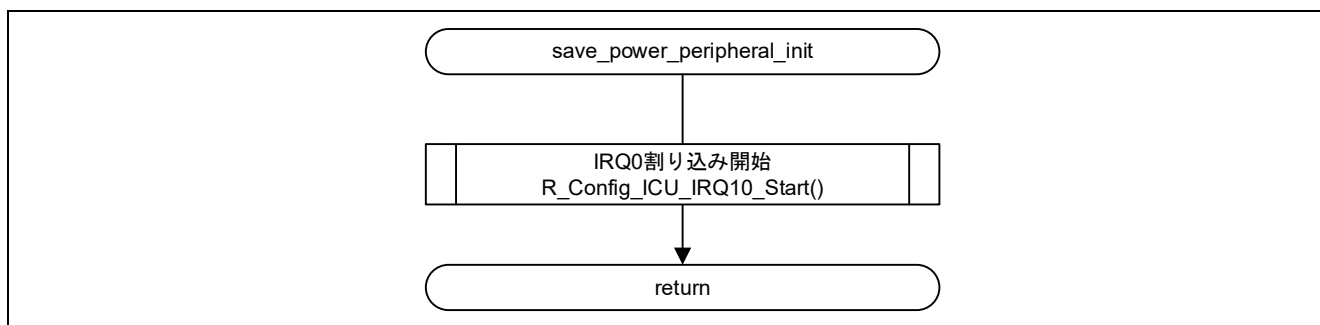 save_power_peripheral_init
IRQ0割り込み開始
R_Config_ICU_IRQ10_Start()
return